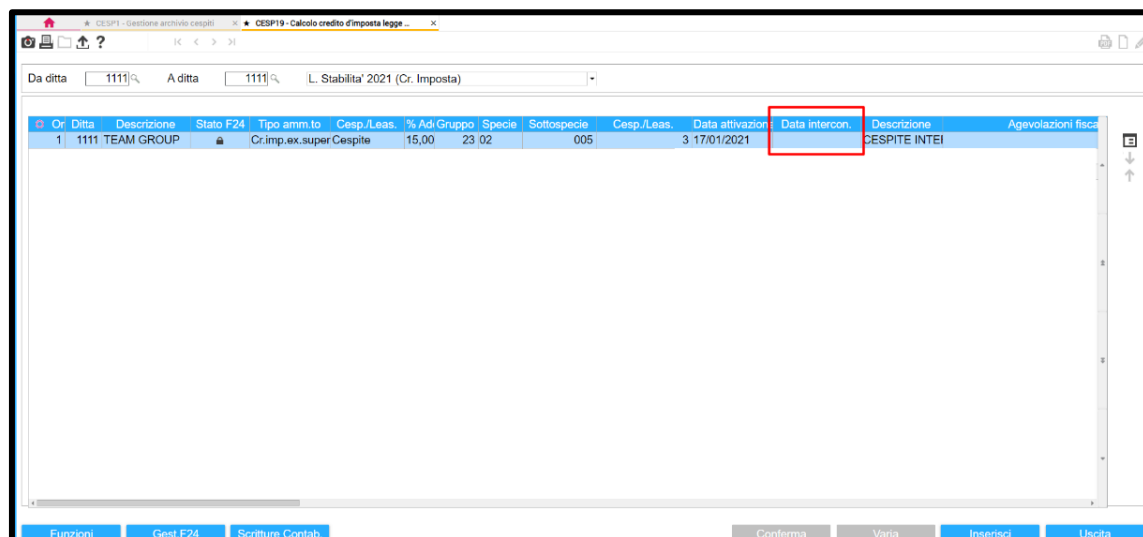 CESP1 - Gestione archivio cespiti × CESP19 - Calcolo credito d'imposta legge .. ×
?
Da ditta 1111 A ditta 1111 L. Stabilita' 2021 (Cr. Imposta)
Or Ditta Descrizione Stato F24 Tipo amm.to Cesp./Leas. % Ad Gruppo Specie Sottospecie Cesp./Leas. Data attivazione Data intercon. Descrizione Agevolazioni fisca
1 1111 TEAM GROUP Cr.imp.ex.super Cespite 15,00 23 02 005 3 17/01/2021 CESPITE INTE
Funzioni Gest.F24 Scritture Contab. Conferma Varia Inserisci Uscita